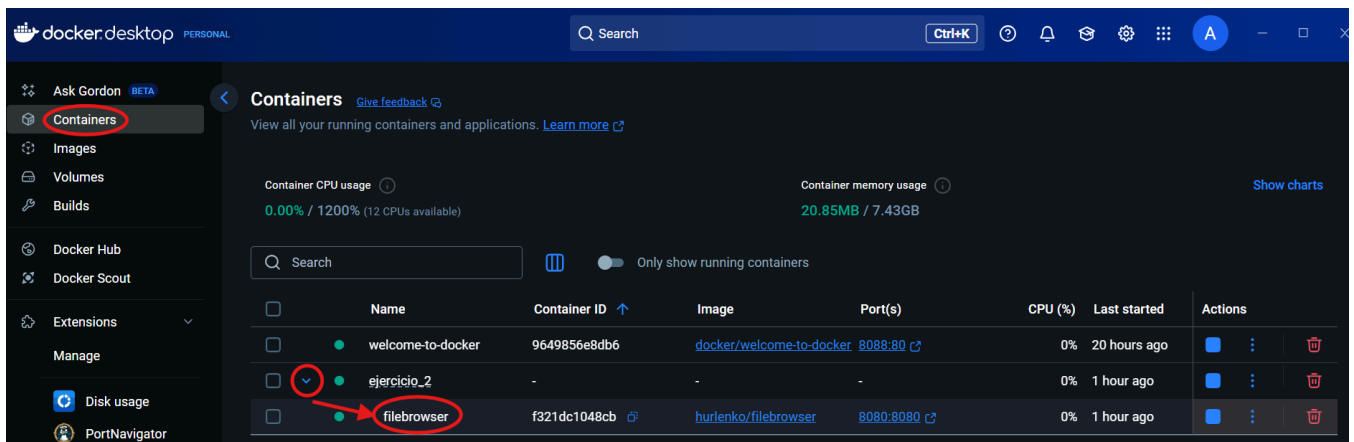 docker.desktop PERSONAL
Search
Ctrl+K
A
Ask Gordon BETA
Containers
Images
Volumes
Builds
Docker Hub
Docker Scout
Extensions
Manage
Disk usage
PortNavigator
Containers Give feedback
View all your running containers and applications. Learn more
Container CPU usage
0.00% / 1200% (12 CPUs available)
Container memory usage
20.85MB / 7.43GB
Show charts
Search
Only show running containers
Name Container ID Image Port(s) CPU (%) Last started Actions
welcome-to-docker 9649856e8db6 docker/welcome-to-docker 8088:80 0% 20 hours ago
ejercicio_2 - - - 0% 1 hour ago
filebrowser f321dc1048cb hurlenko/filebrowser 8080:8080 0% 1 hour ago